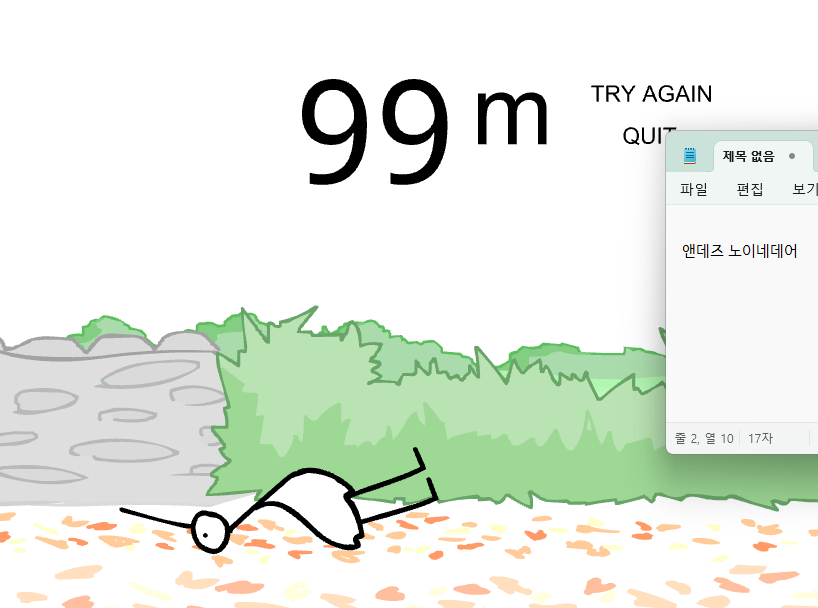 99 m
TRY AGAIN
QUIT
제목 없음
파일 편집 보기
앤데즈 노이네데어
줄 2, 열 10 17자